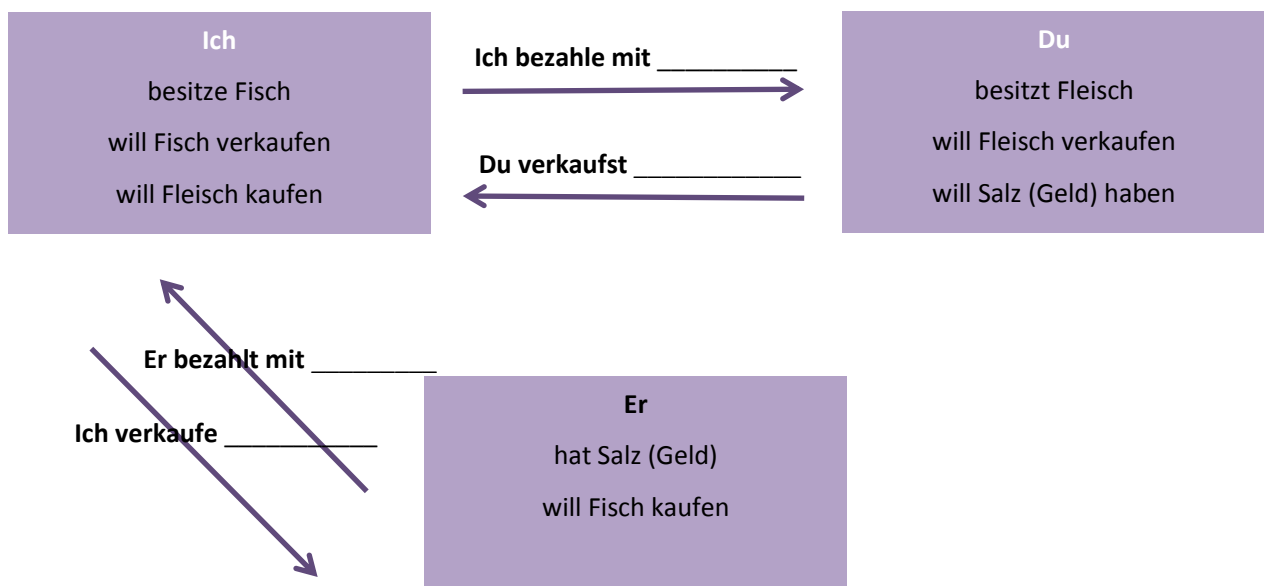 Ich
besitze Fisch
will Fisch verkaufen
will Fleisch kaufen
Ich bezahle mit __________
Du verkaufst ____________
Du
besitzt Fleisch
will Fleisch verkaufen
will Salz (Geld) haben
Er bezahlt mit _________
Ich verkaufe ___________
Er
hat Salz (Geld)
will Fisch kaufen